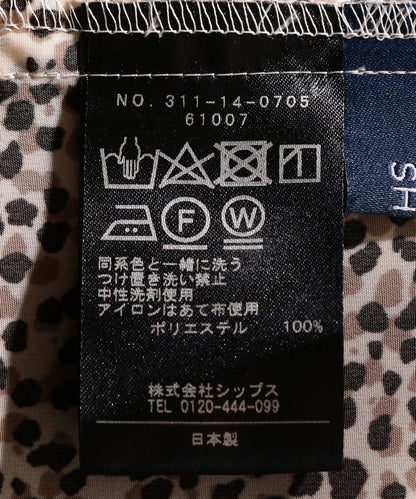 NO. 311-14-0705
61007
F
W
同系色と一緒に洗う
つけ置き洗い禁止
中性洗剤使用
アイロンはあて布使用
ポリエステル 100%
株式会社シップス
TEL 0120-444-099
日本製
S
H